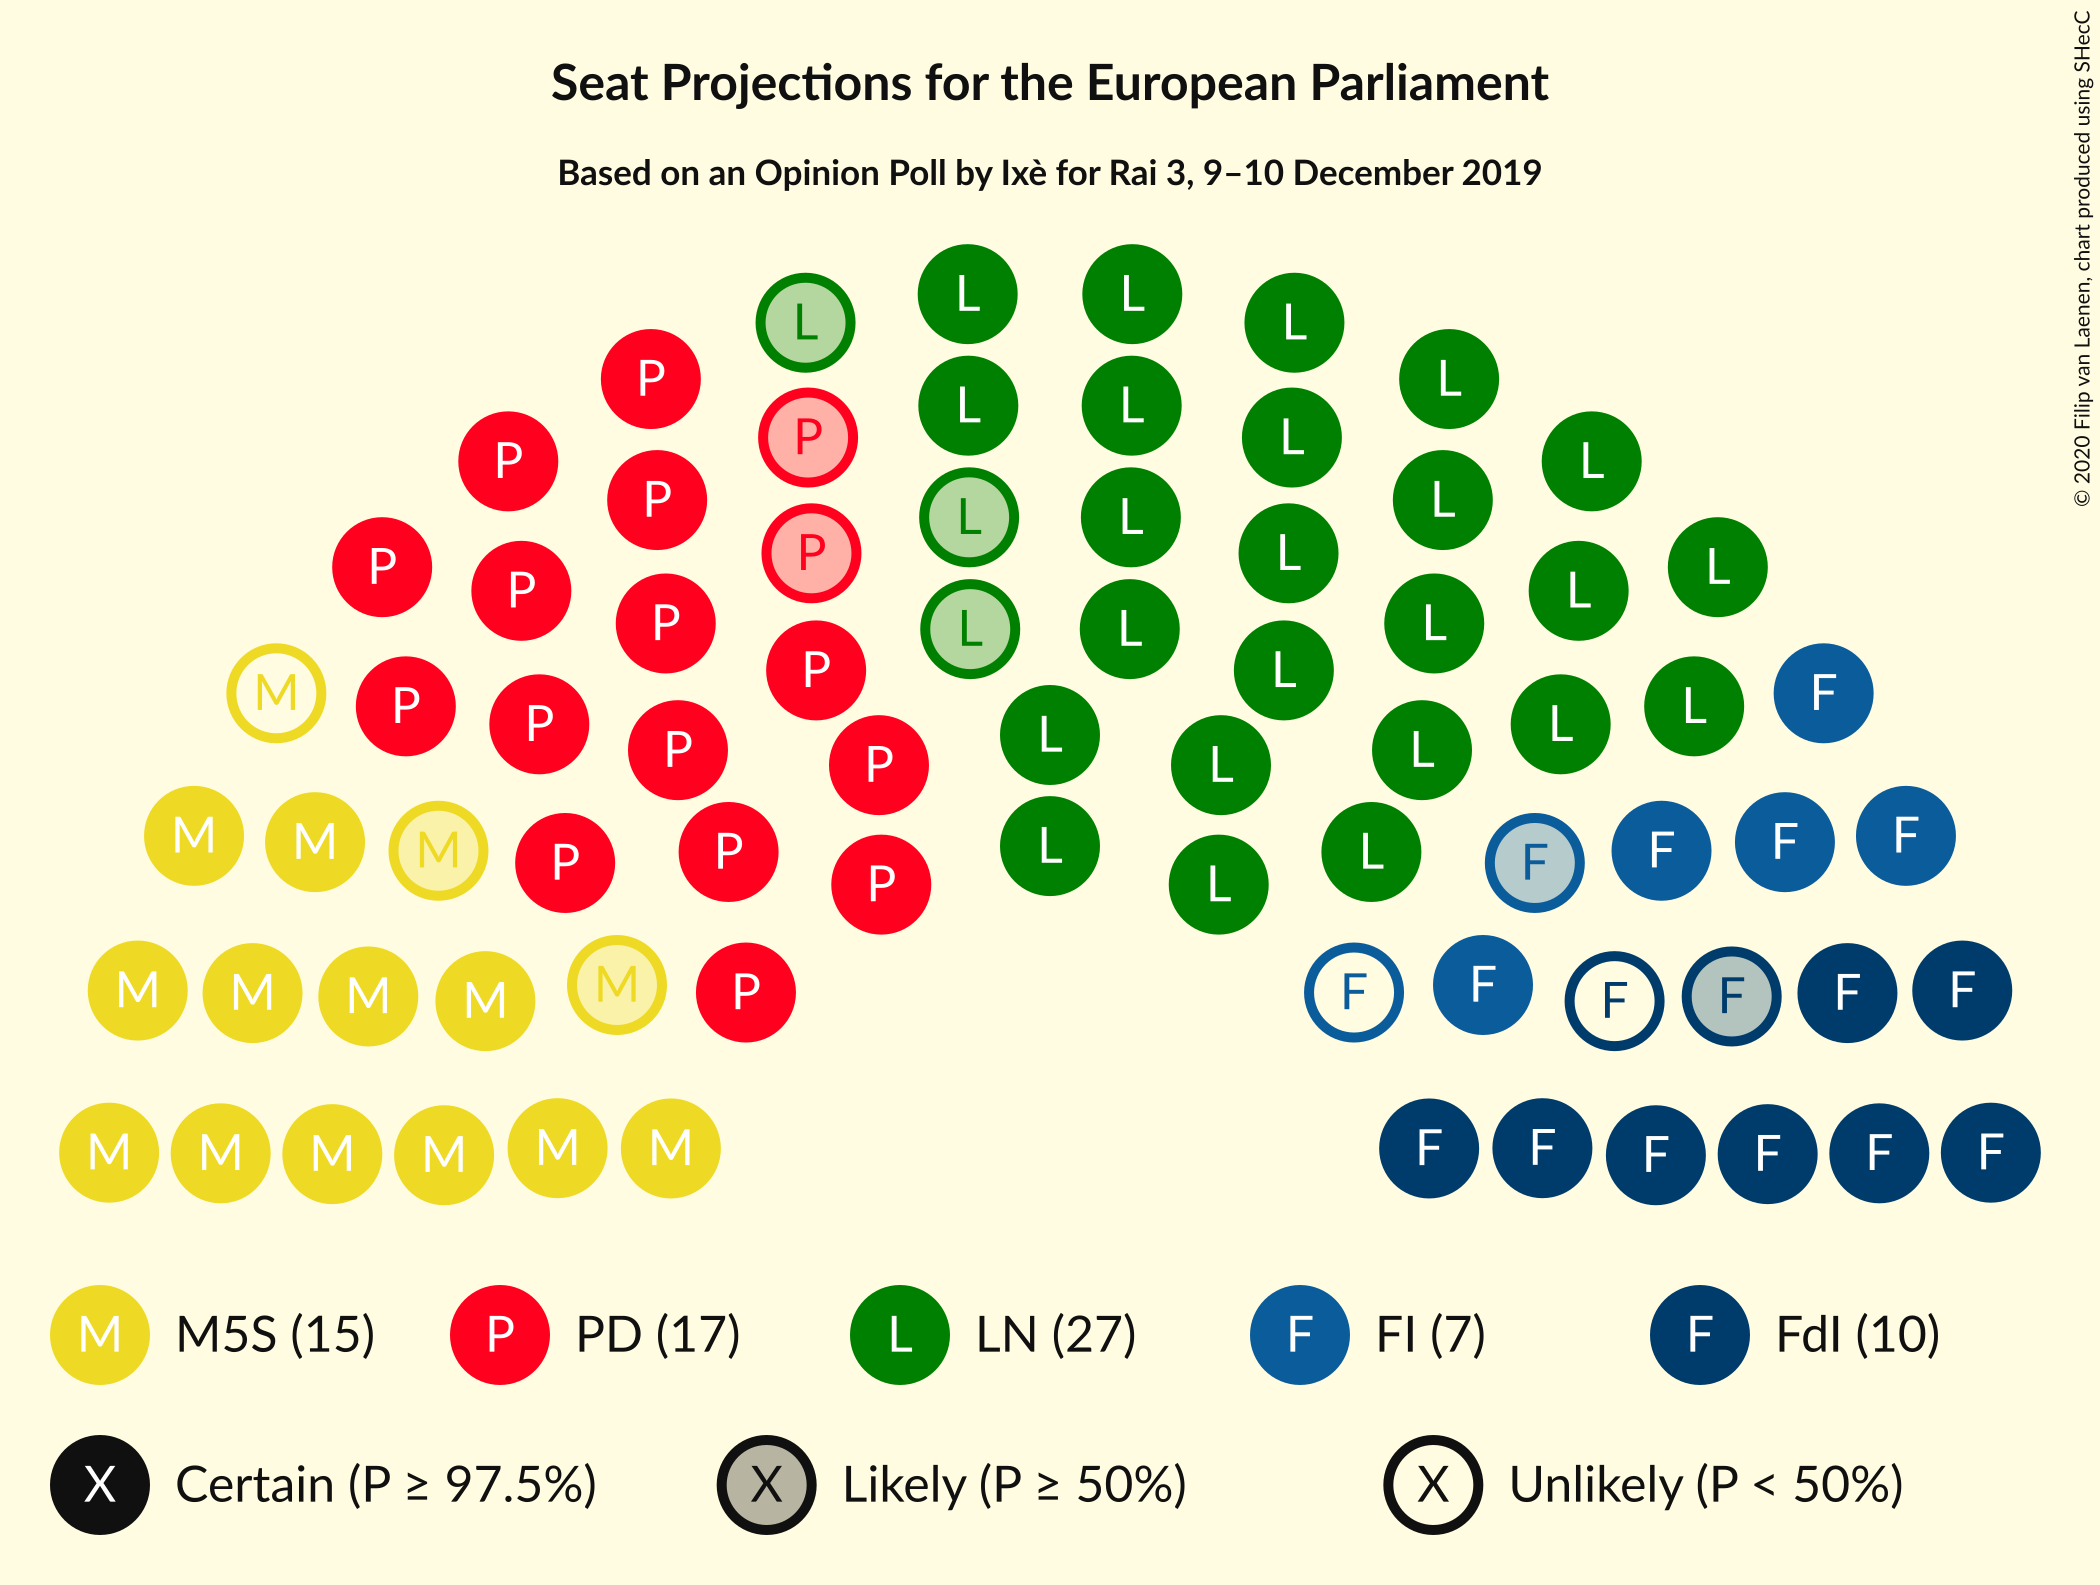 Seat Projections for the European Parliament
Based on an Opinion Poll by Ixè for Rai 3, 9–10 December 2019
© 2020 Filip van Laenen, chart produced using SHecC
L L
L L
P P
L L
L L
P L
P L
P P
L L
L L
P L
P L
P P
L L
L L
P L
M P P P P
L
L L L L F
P L
M M M P P P
L
L L F F F F
M M M M M P
F F F F F F
M M M M M M
F F F F F F
M M5S (15) P PD (17) L LN (27) F FI (7) F FdI (10)
X Certain (P ≥ 97.5%) X Likely (P ≥ 50%) X Unlikely (P < 50%)